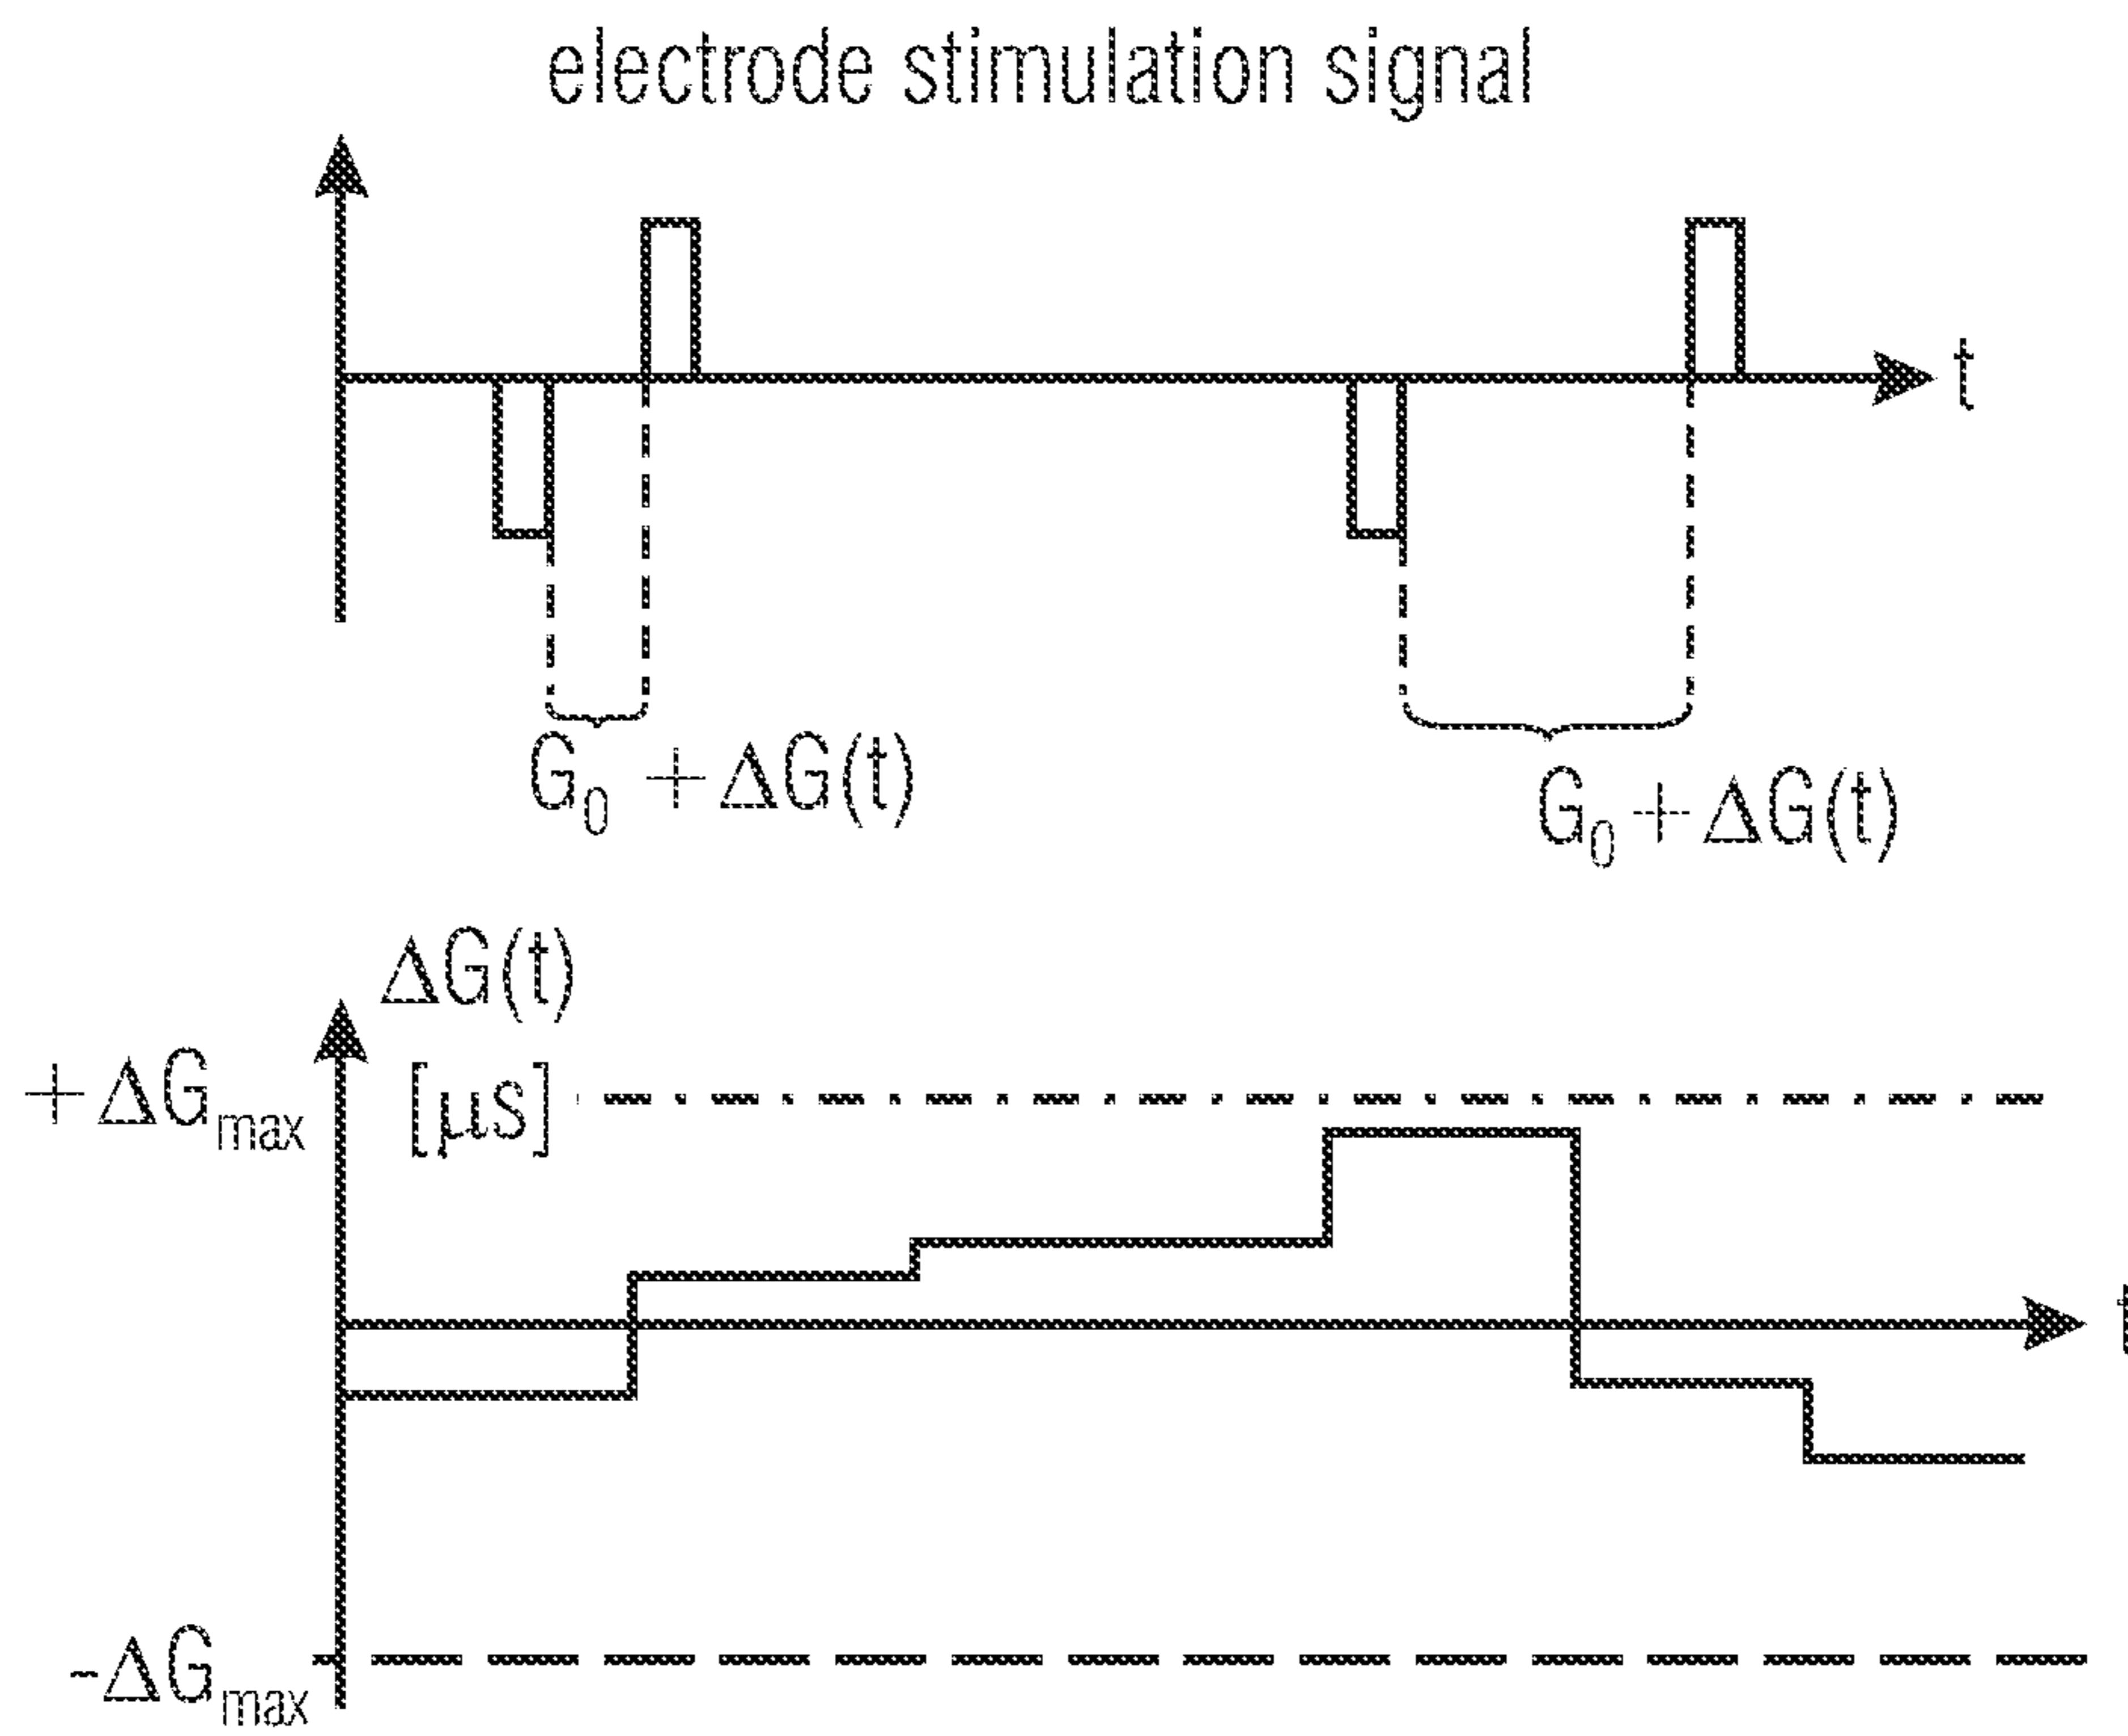 electrode stimulation signal
t
G₀ + ΔG(t)
G₀ + ΔG(t)
ΔG(t)
+ ΔGmax
[μs]
t
-ΔGmax